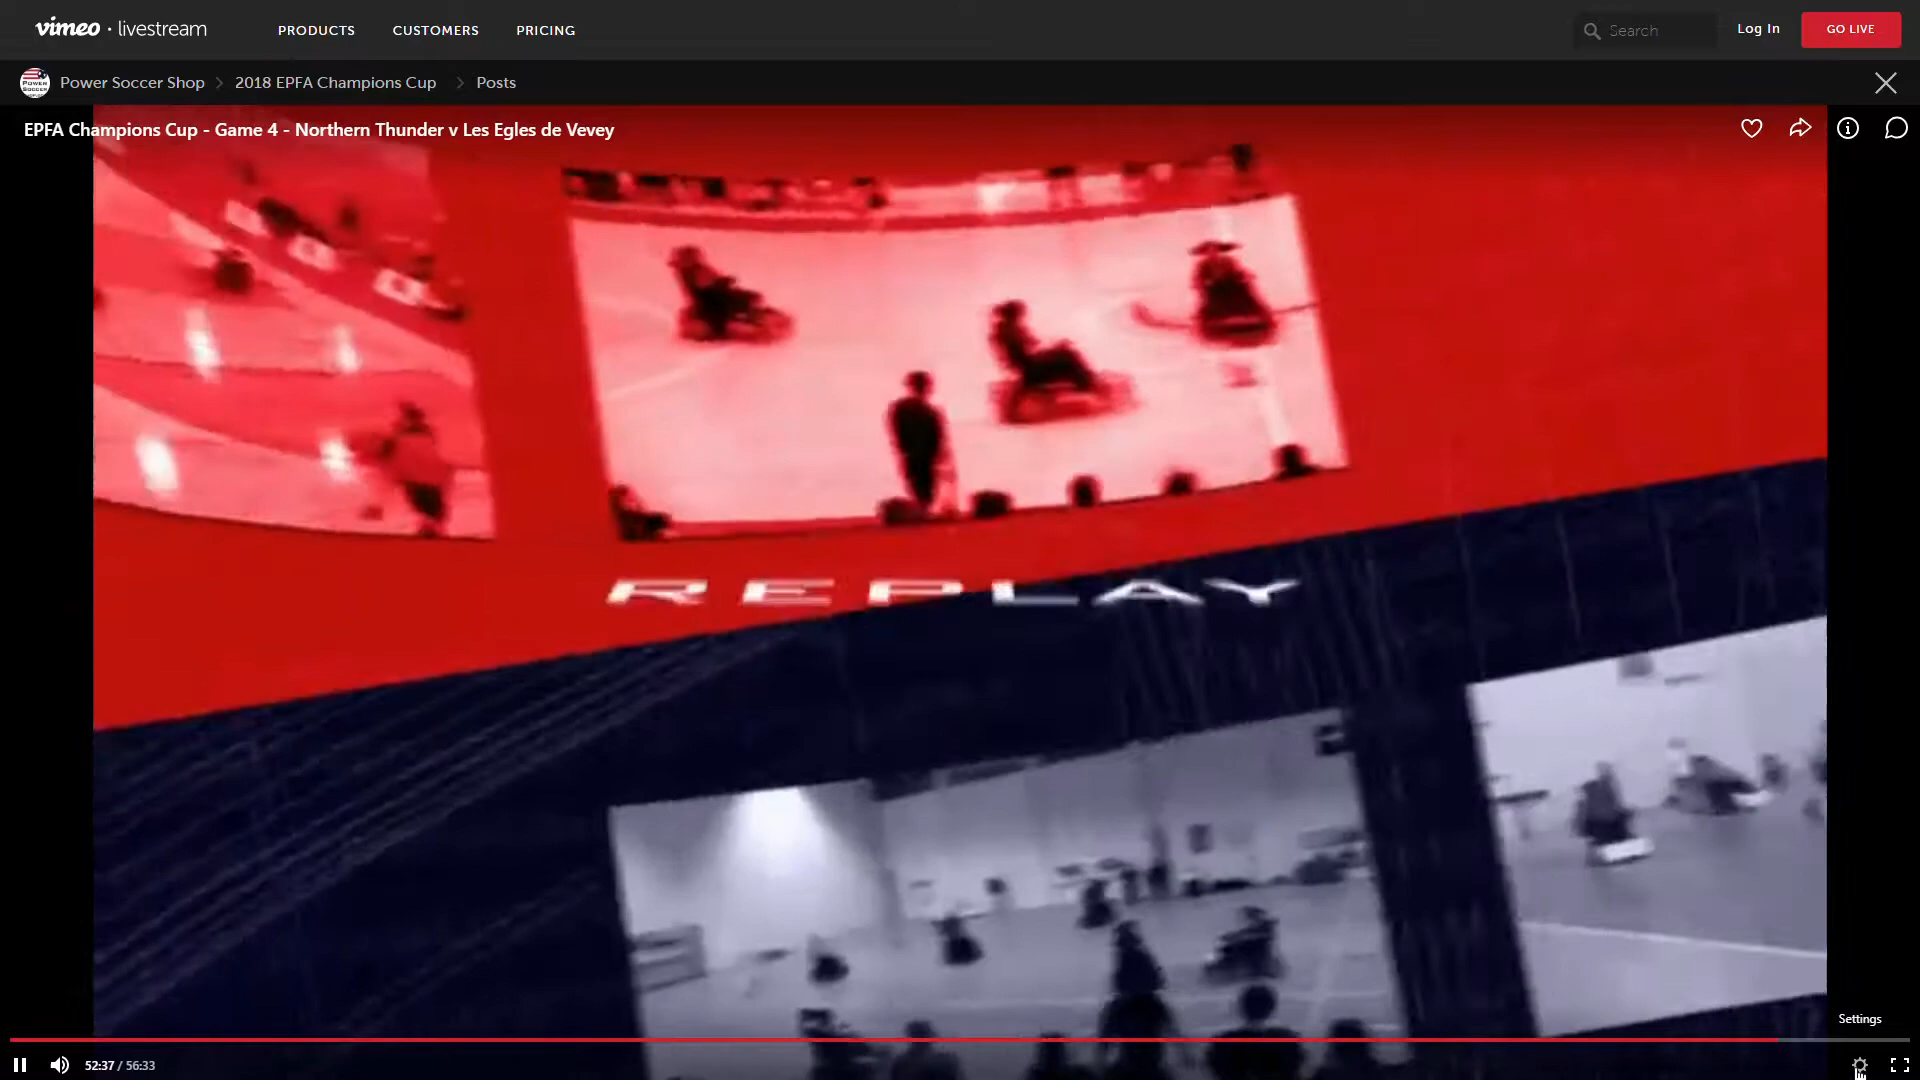 vimeo · livestream PRODUCTS CUSTOMERS PRICING Search Log In GO LIVE
Power Soccer Shop > 2018 EPFA Champions Cup > Posts
EPFA Champions Cup - Game 4 - Northern Thunder v Les Egles de Vevey
REPLAY
Settings
52:37 / 56:33